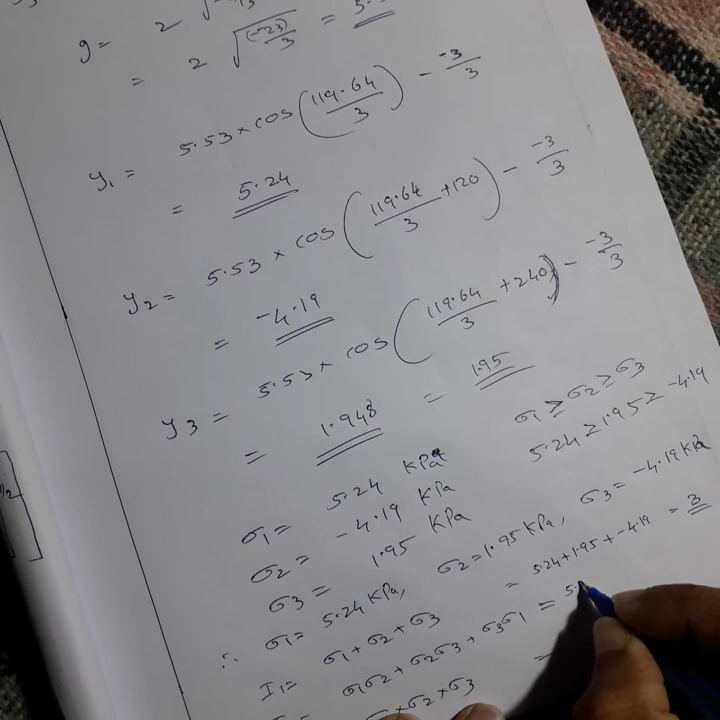 g = 2
= 2 √((-23)/3) = 5.
y₁ = 5.53 × cos(119.64/3) - -3/3
= 5.24
y₂ = 5.53 × cos(119.64/3 + 120) - -3/3
= -4.19
y₃ = 5.53 × cos(119.64/3 + 240) - -3/3
= 1.948 = 1.95
σ₁ ≥ σ₂ ≥ σ₃
5.24 ≥ 1.95 ≥ -4.19
σ₁ = 5.24 KPa
σ₂ = -4.19 KPa
σ₃ = 1.95 KPa
∴ σ₁ = 5.24 KPa, σ₂ = 1.95 KPa, σ₃ = -4.19 KPa
I₁ = σ₁ + σ₂ + σ₃ = 5.24 + 1.95 + -4.19 = 3
σ₁σ₂ + σ₂σ₃ + σ₃σ₁ = 5.
× σ₂ × σ₃ =